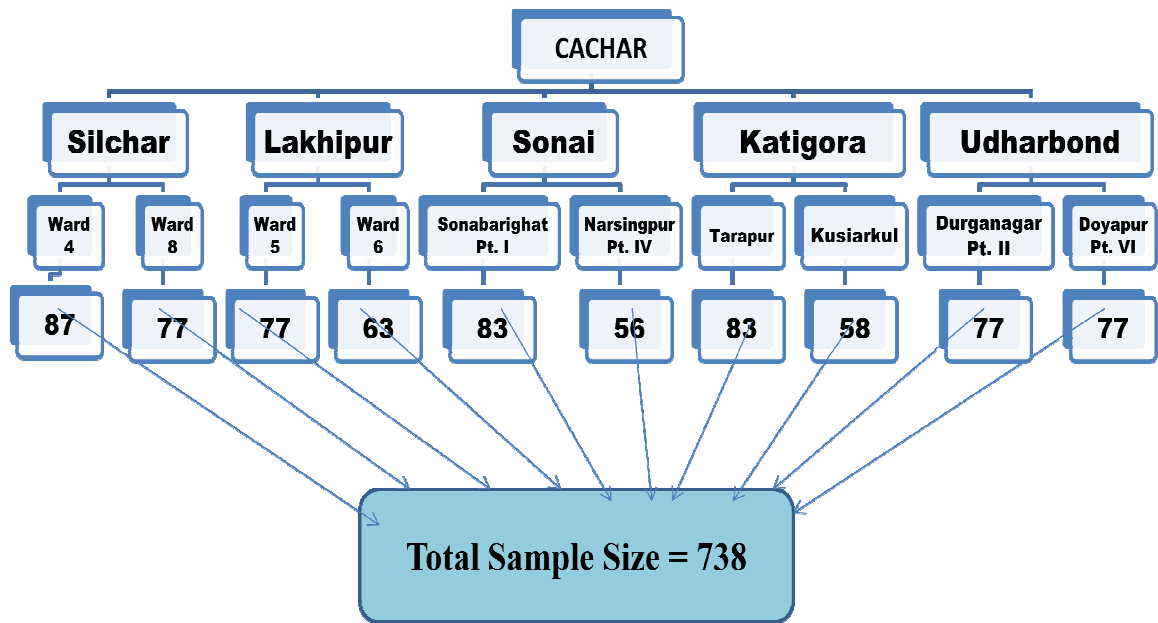 CACHAR
Silchar
Lakhipur
Sonai
Katigora
Udharbond
Ward
4
Ward
8
Ward
5
Ward
6
Sonabarighat
Pt. I
Narsingpur
Pt. IV
Tarapur
Kusiarkul
Durganagar
Pt. II
Doyapur
Pt. VI
87
77
77
63
83
56
83
58
77
77
Total Sample Size = 738